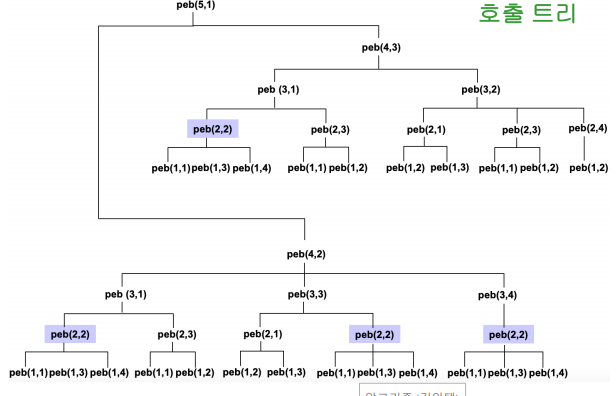 peb(5,1)
호출 트리
peb(4,3)
peb (3,1)
peb(3,2)
peb(2,2)
peb(2,3)
peb(2,1)
peb(2,3)
peb(2,4)
peb(1,1)peb(1,3)peb(1,4)
peb(1,1)peb(1,2)
peb(1,2) peb(1,3)
peb(1,1) peb(1,2)
peb(1,2)
peb(4,2)
peb (3,1)
peb(3,3)
peb(3,4)
peb(2,2)
peb(2,3)
peb(2,1)
peb(2,2)
peb(2,2)
peb(1,1)peb(1,3) peb(1,4)
peb(1,1) peb(1,2)
peb(1,2) peb(1,3)
peb(1,1) peb(1,3) peb(1,4)
peb(1,1)peb(1,3) peb(1,4)